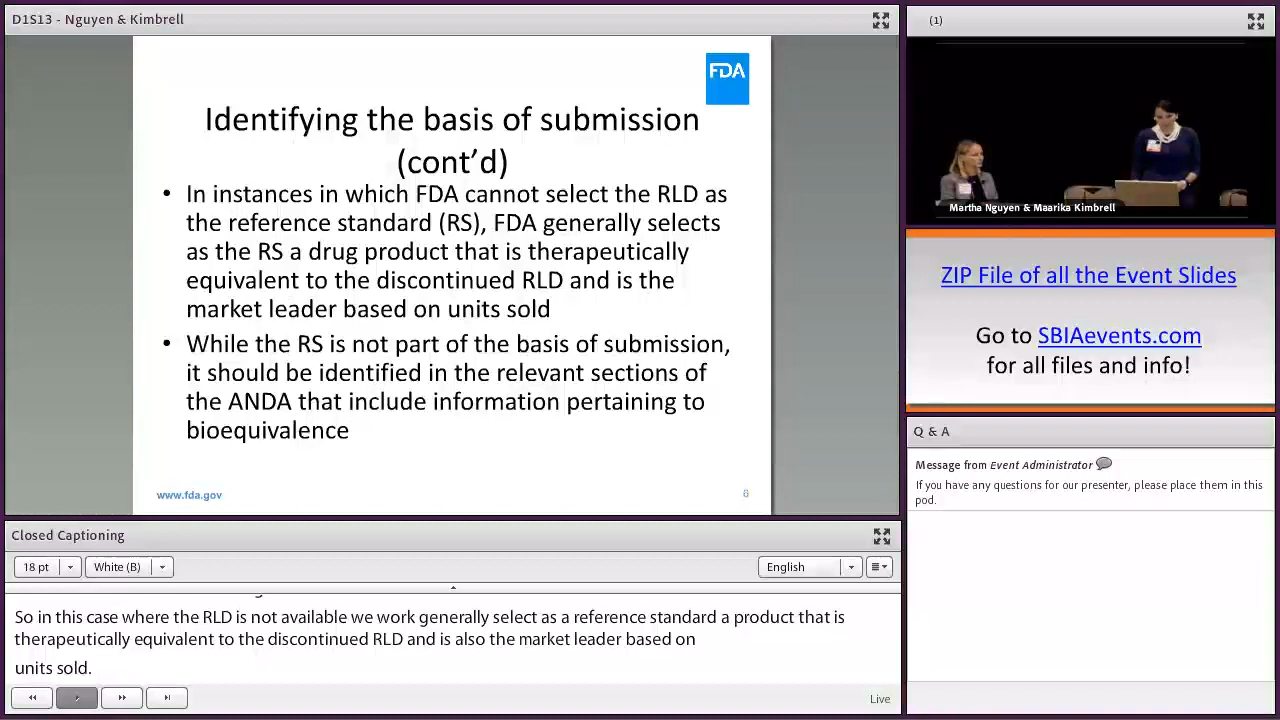 D1S13 - Nguyen & Kimbrell
FDA
Identifying the basis of submission
(cont'd)
• In instances in which FDA cannot select the RLD as
the reference standard (RS), FDA generally selects
as the RS a drug product that is therapeutically
equivalent to the discontinued RLD and is the
market leader based on units sold
• While the RS is not part of the basis of submission,
it should be identified in the relevant sections of
the ANDA that include information pertaining to
bioequivalence
www.fda.gov
(1)
Martha Nguyen & Maarika Kimbrell
ZIP File of all the Event Slides
Go to SBIAevents.com
for all files and info!
Q & A
Message from Event Administrator
If you have any questions for our presenter, please place them in this
pod.
Closed Captioning
18 pt
White (B)
English
So in this case where the RLD is not available we work generally select as a reference standard a product that is
therapeutically equivalent to the discontinued RLD and is also the market leader based on
units sold.
Live